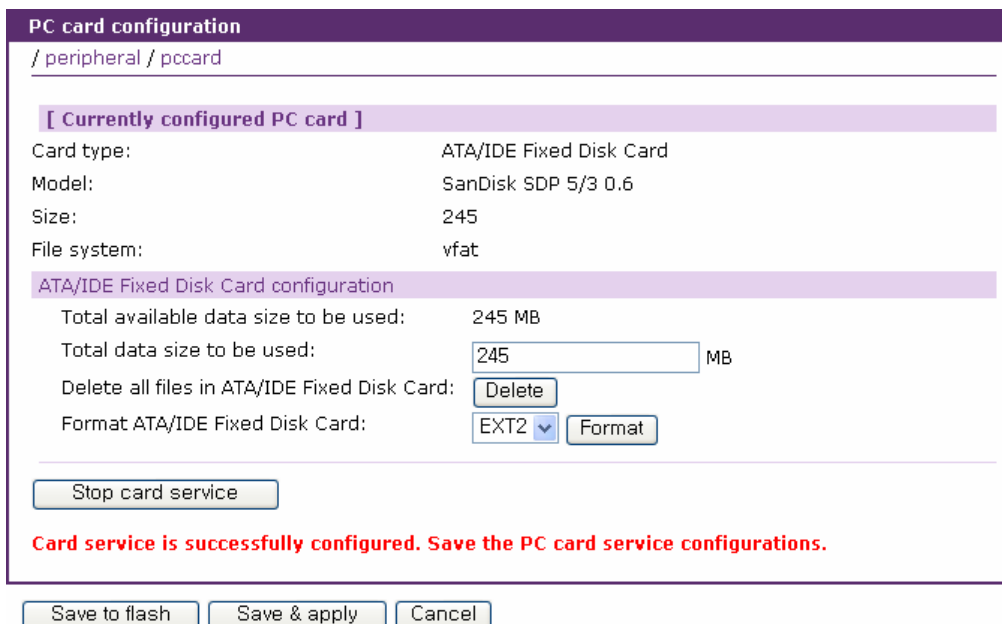 PC card configuration
/ peripheral / pccard
[ Currently configured PC card ]
Card type: ATA/IDE Fixed Disk Card
Model: SanDisk SDP 5/3 0.6
Size: 245
File system: vfat
ATA/IDE Fixed Disk Card configuration
Total available data size to be used: 245 MB
Total data size to be used: 245 MB
Delete all files in ATA/IDE Fixed Disk Card: Delete
Format ATA/IDE Fixed Disk Card: EXT2 Format
Stop card service
Card service is successfully configured. Save the PC card service configurations.
Save to flash Save & apply Cancel